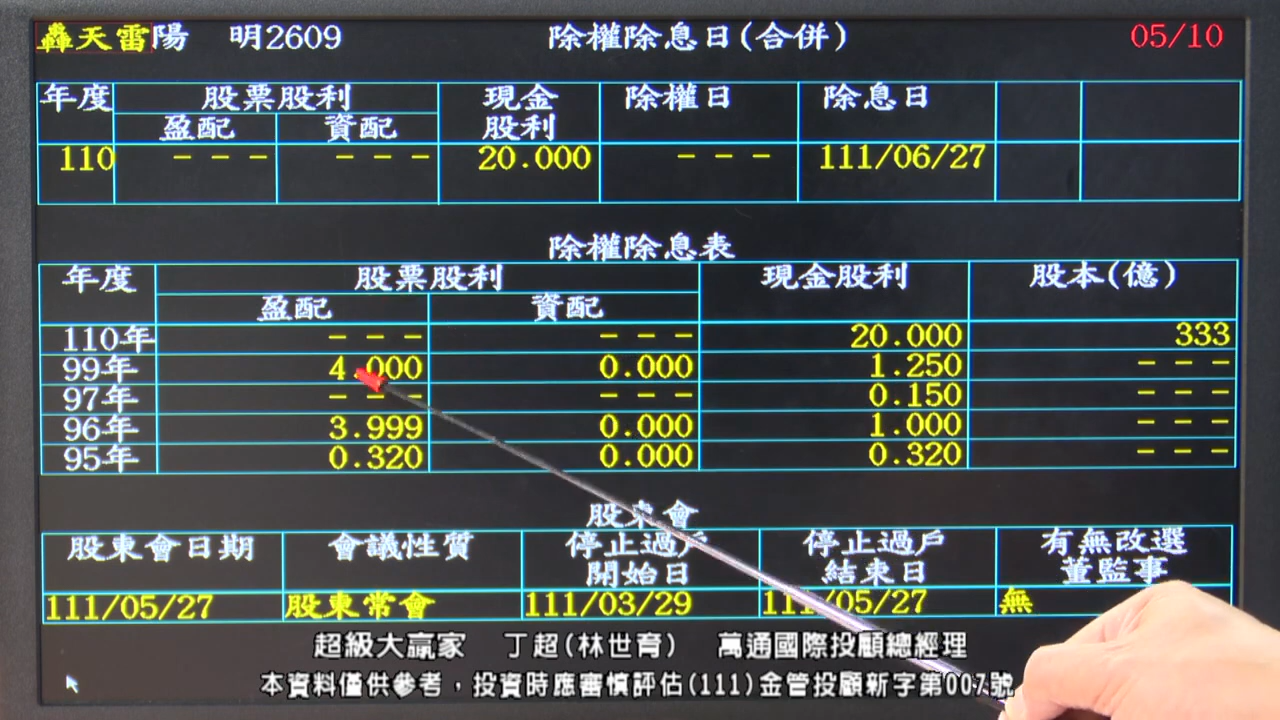 轟天雷陽 明2609 除權除息日(合併) 05/10
年度 股票股利 現金股利 除權日 除息日
盈配 資配
110 - - - - - - 20.000 - - - 111/06/27
除權除息表
年度 股票股利 現金股利 股本(億)
盈配 資配
110年 - - - - - - 20.000 333
99年 4.000 0.000 1.250 - - -
97年 - - - - - - 0.150 - - -
96年 3.999 0.000 1.000 - - -
95年 0.320 0.000 0.320 - - -
股東會
股東會日期 會議性質 停止過戶 停止過戶 有無改選
開始日 結束日 董監事
111/05/27 股東常會 111/03/29 111/05/27 無
超級大贏家 丁超(林世育) 萬通國際投顧總經理
本資料僅供參考，投資時應審慎評估(111)金管投顧新字第007號